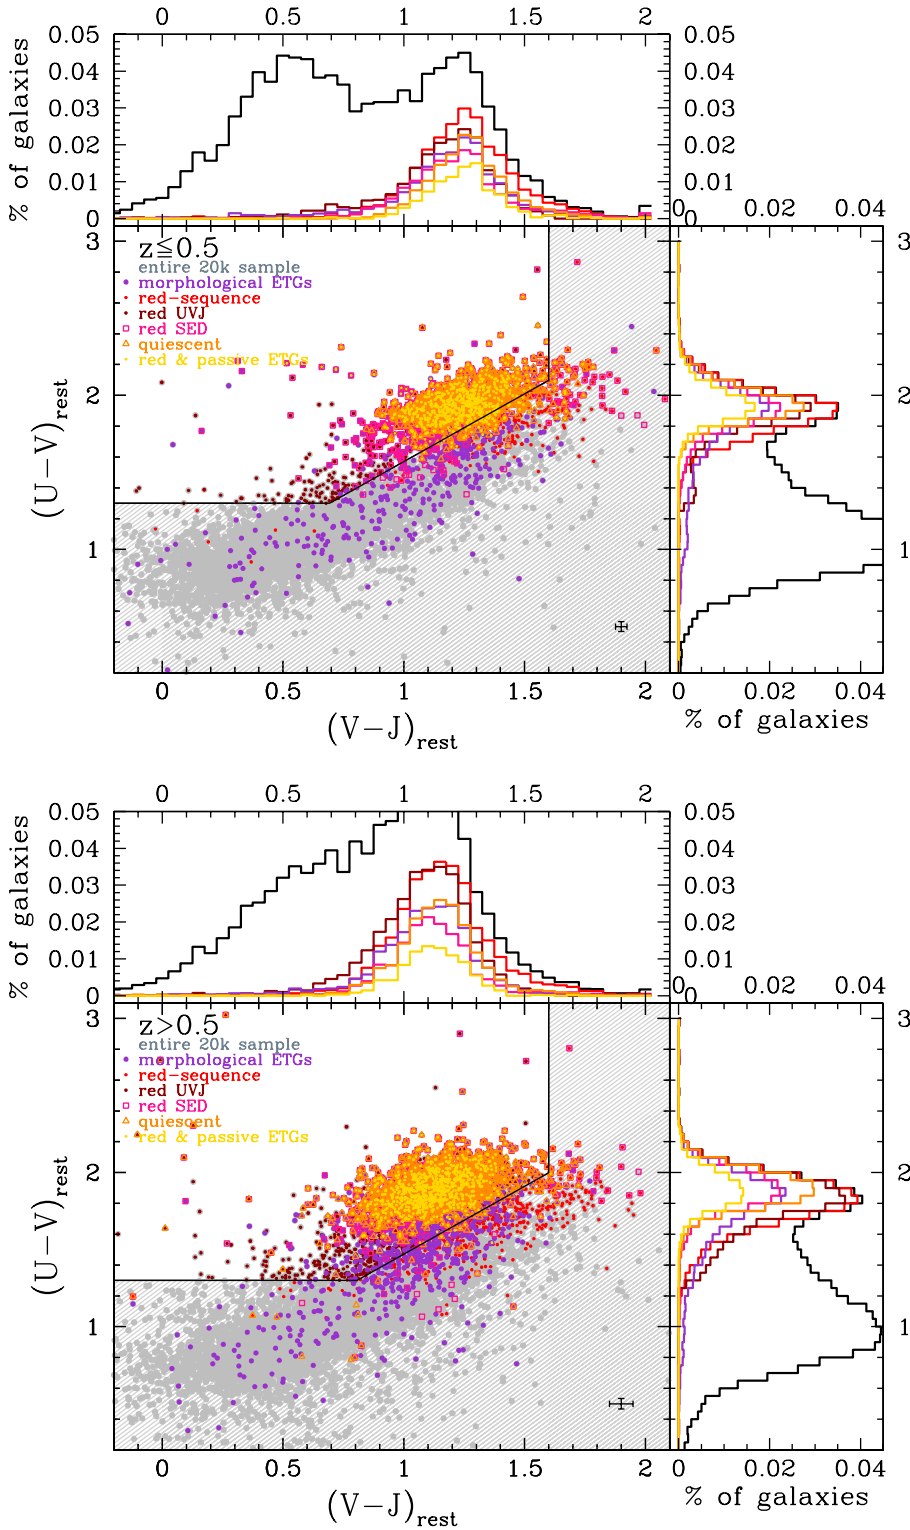 0 0.5 1 1.5 2
0.05 0.05
0.04 0.04
0.03 0.03
0.02 0.02
0.01 0.01
0 0
% of galaxies
0 0.02 0.04
z≦0.5
entire 20k sample
morphological ETGs
red-sequence
red UVJ
red SED
quiescent
red & passive ETGs
3 3
2 2
1 1
(U-V)rest
0 0.5 1 1.5 2
0 0.02 0.04
(V-J)rest
% of galaxies
0 0.5 1 1.5 2
0.05 0.05
0.04 0.04
0.03 0.03
0.02 0.02
0.01 0.01
0 0
% of galaxies
0 0.02 0.04
z>0.5
entire 20k sample
morphological ETGs
red-sequence
red UVJ
red SED
quiescent
red & passive ETGs
3 3
2 2
1 1
(U-V)rest
0 0.5 1 1.5 2
0 0.02 0.04
(V-J)rest
% of galaxies